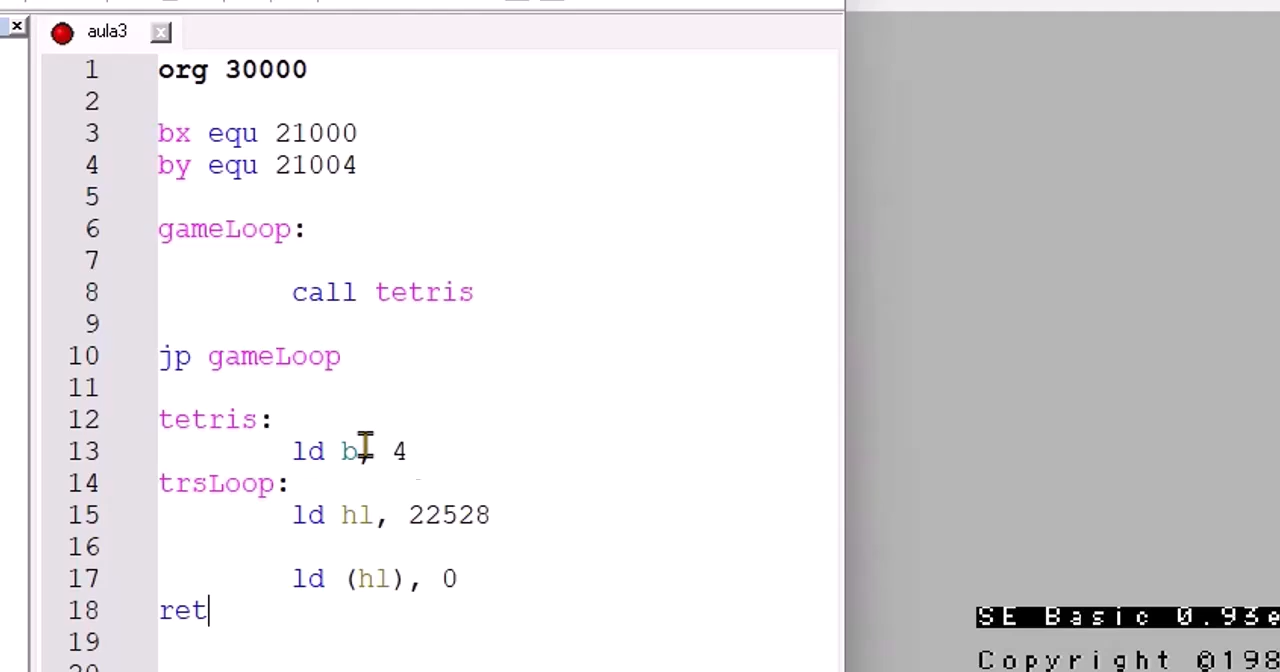 aula3
1 org 30000
2
3 bx equ 21000
4 by equ 21004
5
6 gameLoop:
7
8 call tetris
9
10 jp gameLoop
11
12 tetris:
13 ld b, 4
14 trsLoop:
15 ld hl, 22528
16
17 ld (hl), 0
18 ret
19
SE Basic 0.93e
Copyright @198